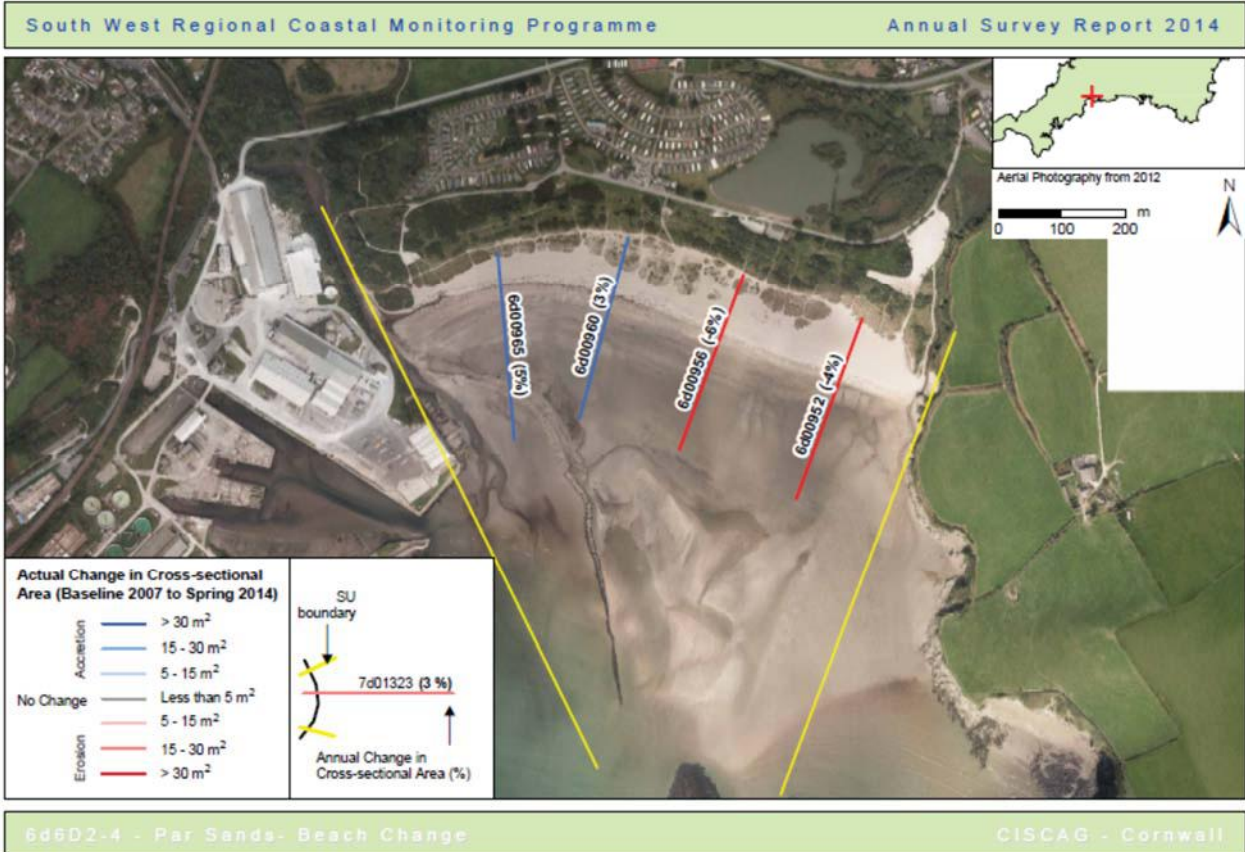 South West Regional Coastal Monitoring Programme
Annual Survey Report 2014
Aerial Photography from 2012
N
m
0 100 200
6d00965 (5%)
6d00960 (3%)
6d00956 (-6%)
6d00952 (-4%)
Actual Change in Cross-sectional
Area (Baseline 2007 to Spring 2014)
Accretion
> 30 m²
15 - 30 m²
5 - 15 m²
No Change
Less than 5 m²
Erosion
5 - 15 m²
15 - 30 m²
> 30 m²
SU
boundary
7d01323 (3 %)
Annual Change in
Cross-sectional Area (%)
6d6D2-4 - Par Sands- Beach Change
CISCAG - Cornwall